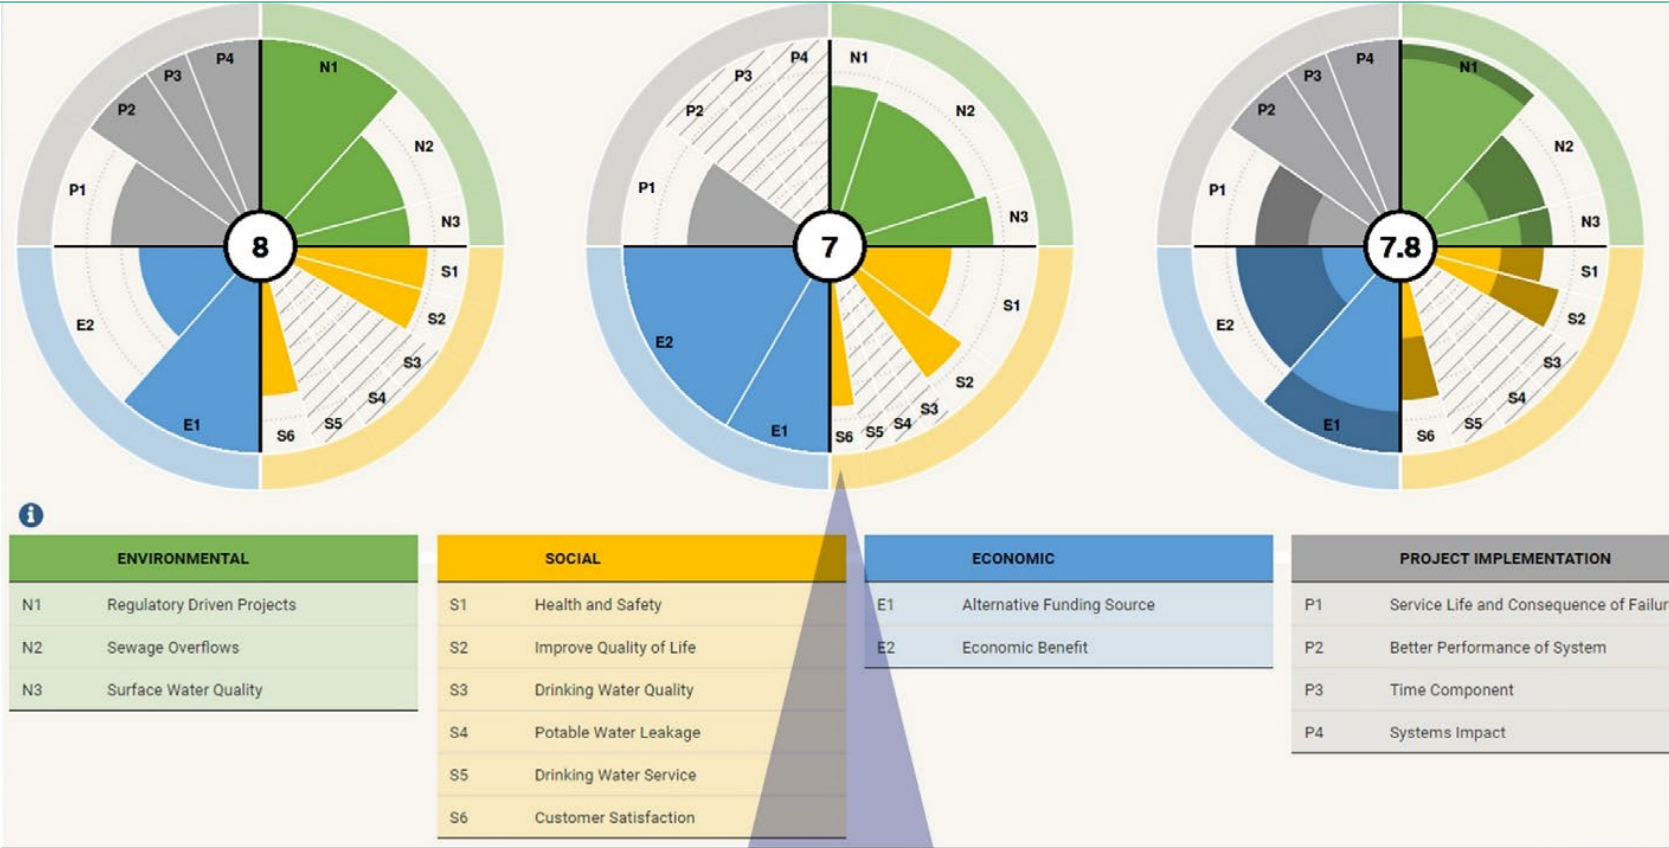 P4
P3
P2
P1
N1
N2
N3
8
S1
S2
S3
S4
S5
S6
E1
E2
P4
P3
P2
P1
N1
N2
N3
7
S1
S2
S3
S4
S5
S6
E1
E2
P4
P3
P2
P1
N1
N2
N3
7.8
S1
S2
S3
S4
S5
S6
E1
E2
i
ENVIRONMENTAL
N1 Regulatory Driven Projects
N2 Sewage Overflows
N3 Surface Water Quality
SOCIAL
S1 Health and Safety
S2 Improve Quality of Life
S3 Drinking Water Quality
S4 Potable Water Leakage
S5 Drinking Water Service
S6 Customer Satisfaction
ECONOMIC
E1 Alternative Funding Source
E2 Economic Benefit
PROJECT IMPLEMENTATION
P1 Service Life and Consequence of Failur
P2 Better Performance of System
P3 Time Component
P4 Systems Impact